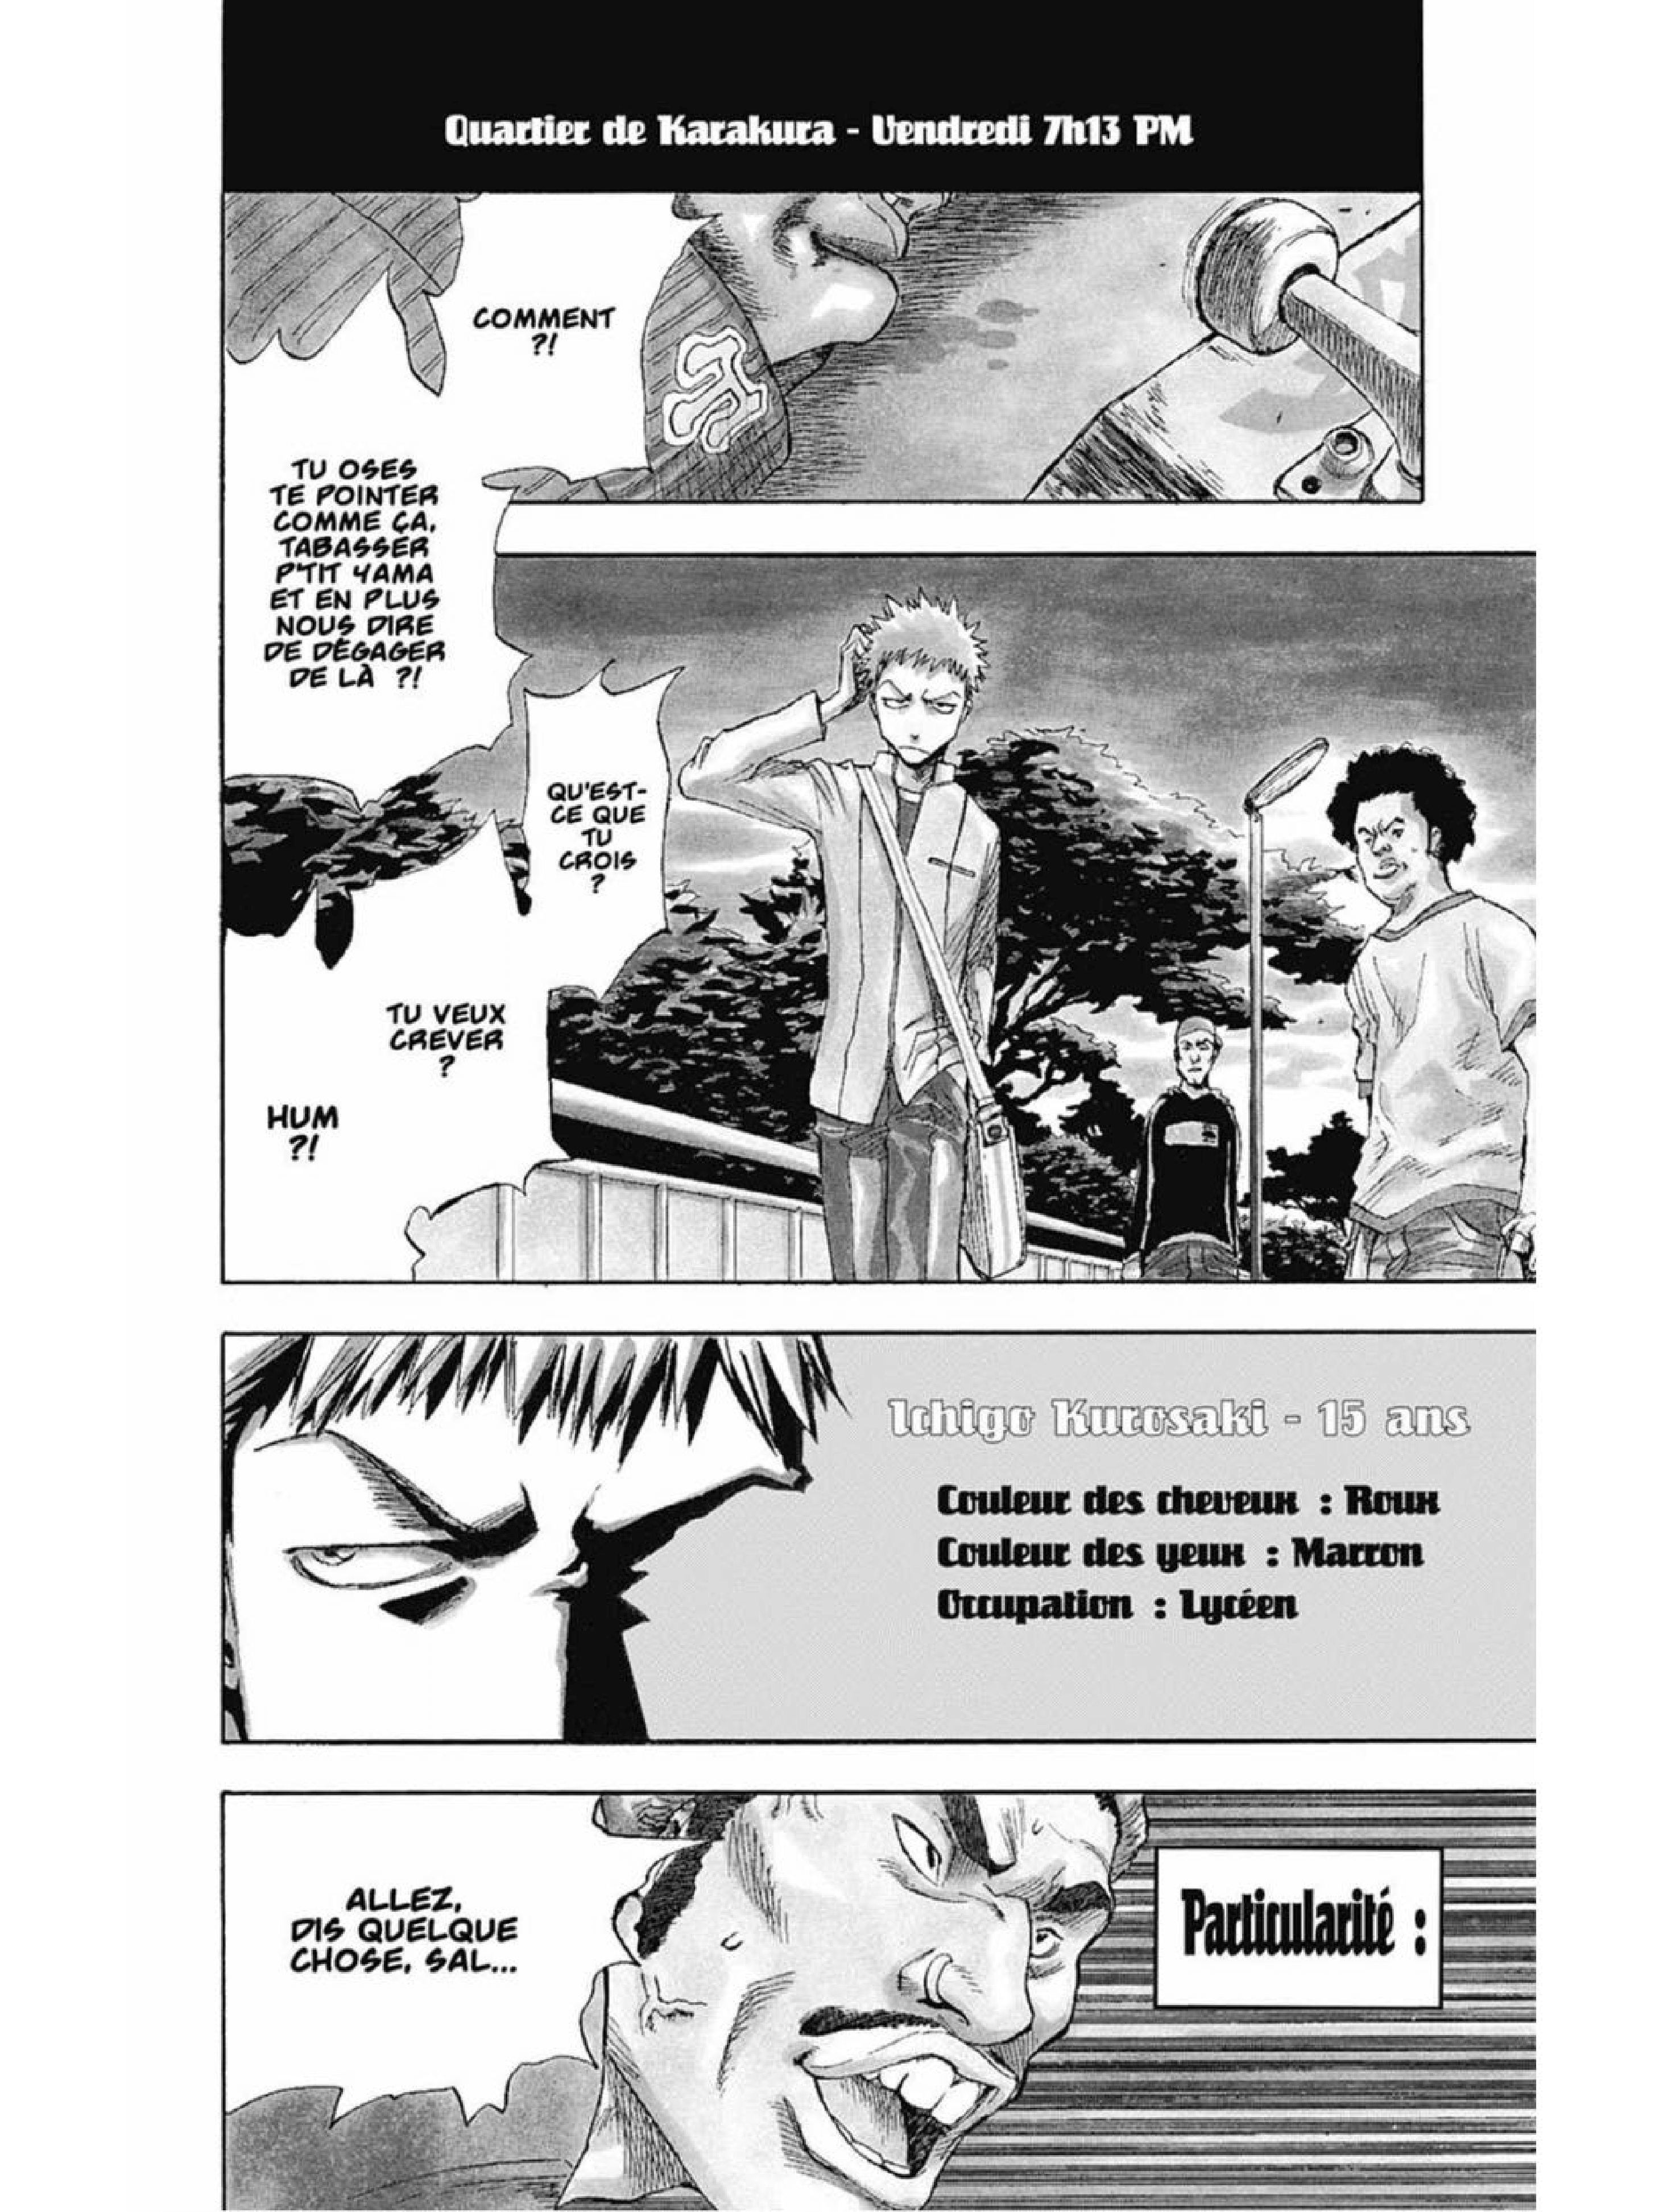 Quartier de Karakura - Vendredi 7h13 PM
COMMENT
?!
TU OSES
TE POINTER
COMME ÇA,
TABASSER
P'TIT YAMA
ET EN PLUS
NOUS DIRE
DE DÉGAGER
DE LÀ ?!
QU'EST-
CE QUE
TU
CROIS
?
TU VEUX
CREVER
?
HUM
?!
Ichigo Kurosaki - 15 ans
Couleur des cheveux : Roux
Couleur des yeux : Marron
Occupation : Lycéen
ALLEZ,
DIS QUELQUE
CHOSE, SAL...
Particularité :